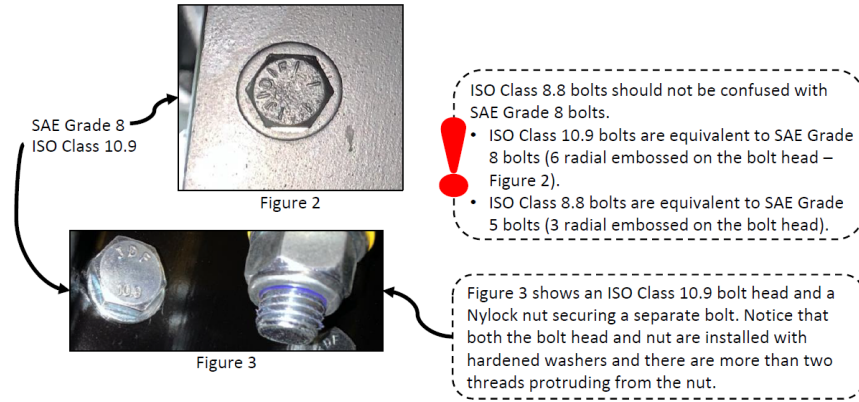 SAE Grade 8
ISO Class 10.9
Figure 2
ISO Class 8.8 bolts should not be confused with
SAE Grade 8 bolts.
• ISO Class 10.9 bolts are equivalent to SAE Grade
8 bolts (6 radial embossed on the bolt head –
Figure 2).
• ISO Class 8.8 bolts are equivalent to SAE Grade
5 bolts (3 radial embossed on the bolt head).
10.9
Figure 3
Figure 3 shows an ISO Class 10.9 bolt head and a
Nylock nut securing a separate bolt. Notice that
both the bolt head and nut are installed with
hardened washers and there are more than two
threads protruding from the nut.